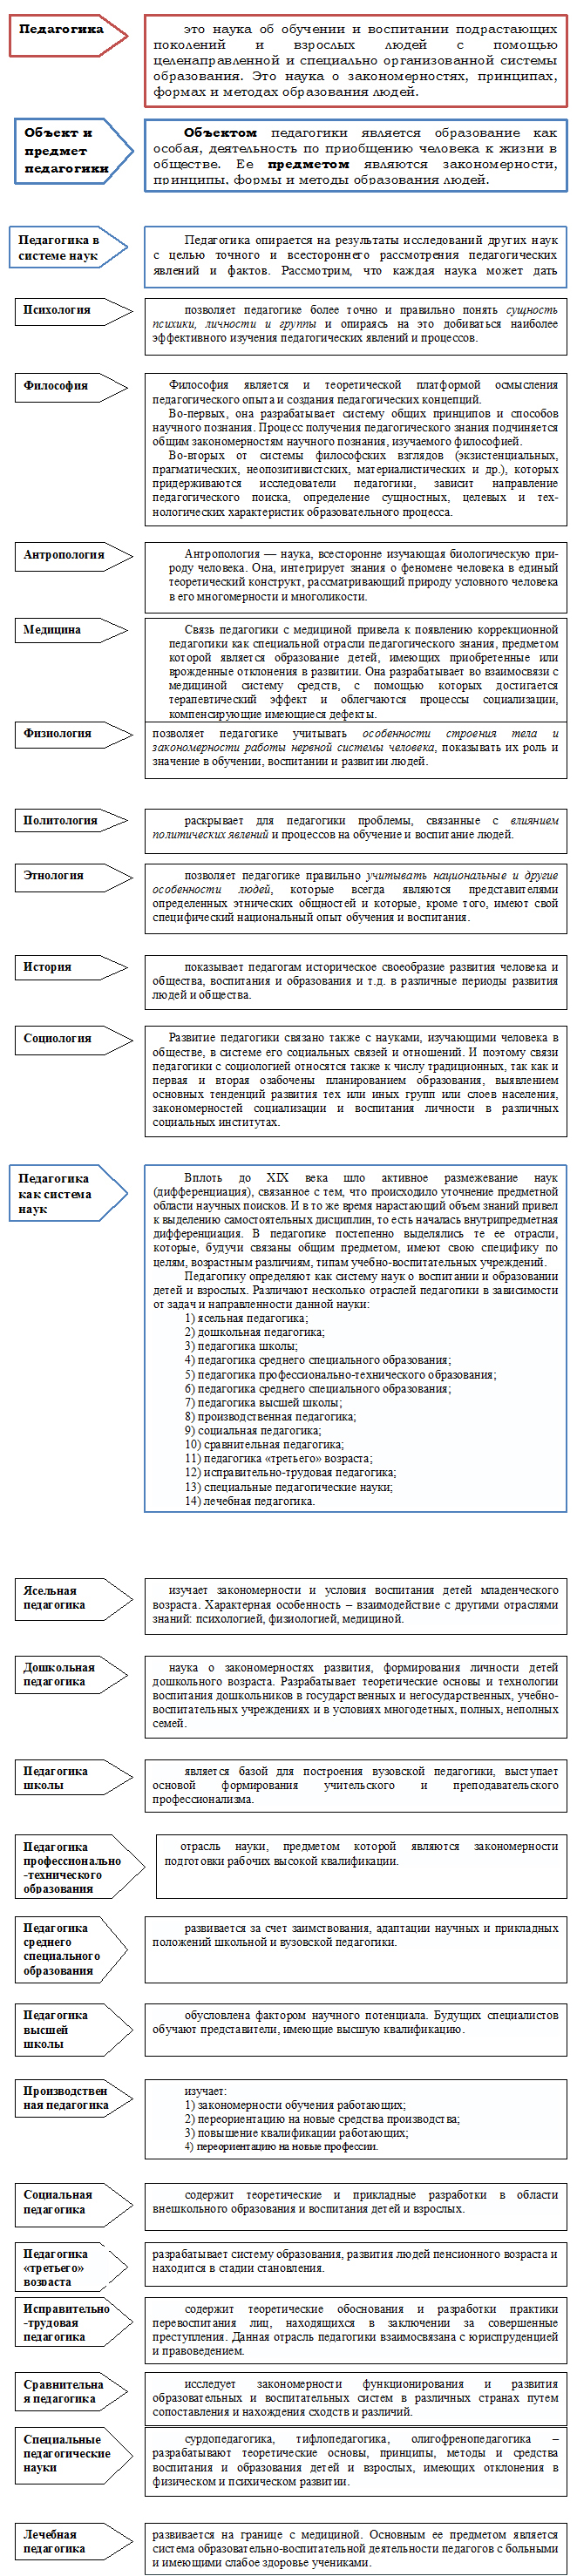 Педагогика
это наука об обучении и воспитании подрастающих
поколений и взрослых людей с помощью
целенаправленной и специально организованной системы
образования. Это наука о закономерностях, принципах,
формах и методах образования людей.
Объект и
предмет
педагогики
Объектом педагогики является образование как
особая, деятельность по приобщению человека к жизни в
обществе. Ее предметом являются закономерности,
принципы, формы и методы образования людей.
Педагогика в
системе наук
Педагогика опирается на результаты исследований других наук
с целью точного и всестороннего рассмотрения педагогических
явлений и фактов. Рассмотрим, что каждая наука может дать
Психология
позволяет педагогике более точно и правильно понять сущность
психики, личности и группы и опираясь на это добиваться наиболее
эффективного изучения педагогических явлений и процессов.
Философия
Философия является и теоретической платформой осмысления
педагогического опыта и создания педагогических концепций.
Во-первых, она разрабатывает систему общих принципов и способов
научного познания. Процесс получения педагогического знания подчиняется
общим закономерностям научного познания, изучаемого философией.
Во-вторых от системы философских взглядов (экзистенциальных,
прагматических, неопозитивистских, материалистических и др.), которых
придерживаются исследователи педагогики, зависит направление
педагогического поиска, определение сущностных, целевых и тех-
нологических характеристик образовательного процесса.
Антропология
Антропология — наука, всесторонне изучающая биологическую при-
роду человека. Она, интегрирует знания о феномене человека в единый
теоретический конструкт, рассматривающий природу условного человека
в его многомерности и многоликости.
Медицина
Связь педагогики с медициной привела к появлению коррекционной
педагогики как специальной отрасли педагогического знания, предметом
которой является образование детей, имеющих приобретенные или
врожденные отклонения в развитии. Она разрабатывает во взаимосвязи с
медициной систему средств, с помощью которых достигается
терапевтический эффект и облегчаются процессы социализации,
компенсирующие имеющиеся дефекты.
Физиология
позволяет педагогике учитывать особенности строения тела и
закономерности работы нервной системы человека, показывать их роль и
значение в обучении, воспитании и развитии людей.
Политология
раскрывает для педагогики проблемы, связанные с влиянием
политических явлений и процессов на обучение и воспитание людей.
Этнология
позволяет педагогике правильно учитывать национальные и другие
особенности людей, которые всегда являются представителями
определенных этнических общностей и которые, кроме того, имеют свой
специфический национальный опыт обучения и воспитания.
История
показывает педагогам историческое своеобразие развития человека и
общества, воспитания и образования и т.д. в различные периоды развития
людей и общества.
Социология
Развитие педагогики связано также с науками, изучающими человека в
обществе, в системе его социальных связей и отношений. И поэтому связи
педагогики с социологией относятся также к числу традиционных, так как и
первая и вторая озабочены планированием образования, выявлением
основных тенденций развития тех или иных групп или слоев населения,
закономерностей социализации и воспитания личности в различных
социальных институтах.
Педагогика
как система
наук
Вплоть до XIX века шло активное размежевание наук
(дифференциация), связанное с тем, что происходило уточнение предметной
области научных поисков. И в то же время нарастающий объем знаний привел
к выделению самостоятельных дисциплин, то есть началась внутрипредметная
дифференциация. В педагогике постепенно выделялись те ее отрасли,
которые, будучи связаны общим предметом, имеют свою специфику по
целям, возрастным различиям, типам учебно-воспитательных учреждений.
Педагогику определяют как систему наук о воспитании и образовании
детей и взрослых. Различают несколько отраслей педагогики в зависимости
от задач и направленности данной науки:
1) ясельная педагогика;
2) дошкольная педагогика;
3) педагогика школы;
4) педагогика среднего специального образования;
5) педагогика профессионально-технического образования;
6) педагогика среднего специального образования;
7) педагогика высшей школы;
8) производственная педагогика;
9) социальная педагогика;
10) сравнительная педагогика;
11) педагогика «третьего» возраста;
12) исправительно-трудовая педагогика;
13) специальные педагогические науки;
14) лечебная педагогика.
Ясельная
педагогика
изучает закономерности и условия воспитания детей младенческого
возраста. Характерная особенность – взаимодействие с другими отраслями
знаний: психологией, физиологией, медициной.
Дошкольная
педагогика
наука о закономерностях развития, формирования личности детей
дошкольного возраста. Разрабатывает теоретические основы и технологии
воспитания дошкольников в государственных и негосударственных, учебно-
воспитательных учреждениях и в условиях многодетных, полных, неполных
семей.
Педагогика
школы
является базой для построения вузовской педагогики, выступает
основой формирования учительского и преподавательского
профессионализма.
Педагогика
профессионально
-технического
образования
отрасль науки, предметом которой являются закономерности
подготовки рабочих высокой квалификации.
Педагогика
среднего
специального
образования
развивается за счет заимствования, адаптации научных и прикладных
положений школьной и вузовской педагогики.
Педагогика
высшей
школы
обусловлена фактором научного потенциала. Будущих специалистов
обучают представители, имеющие высшую квалификацию.
Производствен
ная педагогика
изучает:
1) закономерности обучения работающих;
2) переориентацию на новые средства производства;
3) повышение квалификации работающих;
4) переориентацию на новые профессии.
Социальная
педагогика
содержит теоретические и прикладные разработки в области
внешкольного образования и воспитания детей и взрослых.
Педагогика
«третьего»
возраста
разрабатывает систему образования, развития людей пенсионного возраста и
находится в стадии становления.
Исправительно
-трудовая
педагогика
содержит теоретические обоснования и разработки практики
перевоспитания лиц, находящихся в заключении за совершенные
преступления. Данная отрасль педагогики взаимосвязана с юриспруденцией
и правоведением.
Сравнительна
я педагогика
исследует закономерности функционирования и развития
образовательных и воспитательных систем в различных странах путем
сопоставления и нахождения сходств и различий.
Специальные
педагогические
науки
сурдопедагогика, тифлопедагогика, олигофренопедагогика –
разрабатывают теоретические основы, принципы, методы и средства
воспитания и образования детей и взрослых, имеющих отклонения в
физическом и психическом развитии.
Лечебная
педагогика
развивается на границе с медициной. Основным ее предметом является
система образовательно-воспитательной деятельности педагогов с больными
и имеющими слабое здоровье учениками.